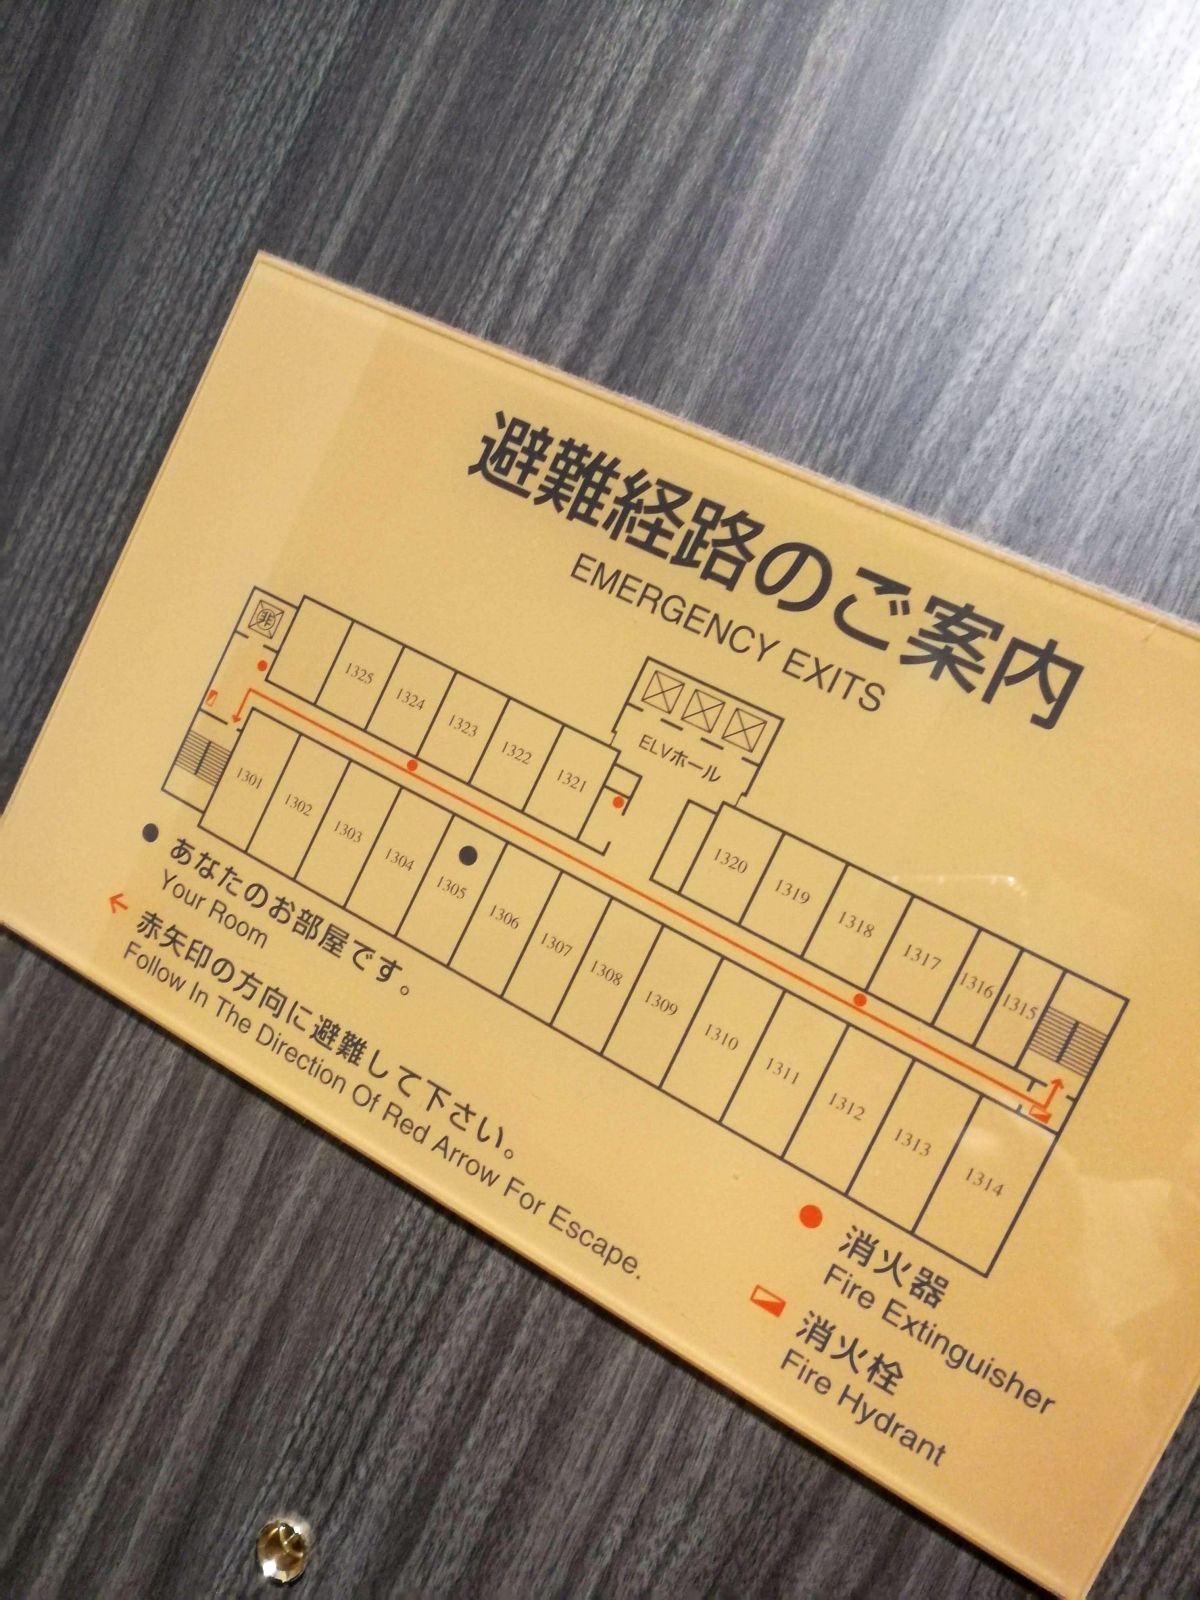 避難経路のご案内
EMERGENCY EXITS
非
1325
1324
1323
1322
1321
ELVホール
1320
1319
1318
1317
1316
1315
1301
1302
1303
1304
1305
1306
1307
1308
1309
1310
1311
1312
1313
1314
● あなたのお部屋です。
Your Room
← 赤矢印の方向に避難して下さい。
Follow In The Direction Of Red Arrow For Escape.
消火器
Fire Extinguisher
消火栓
Fire Hydrant